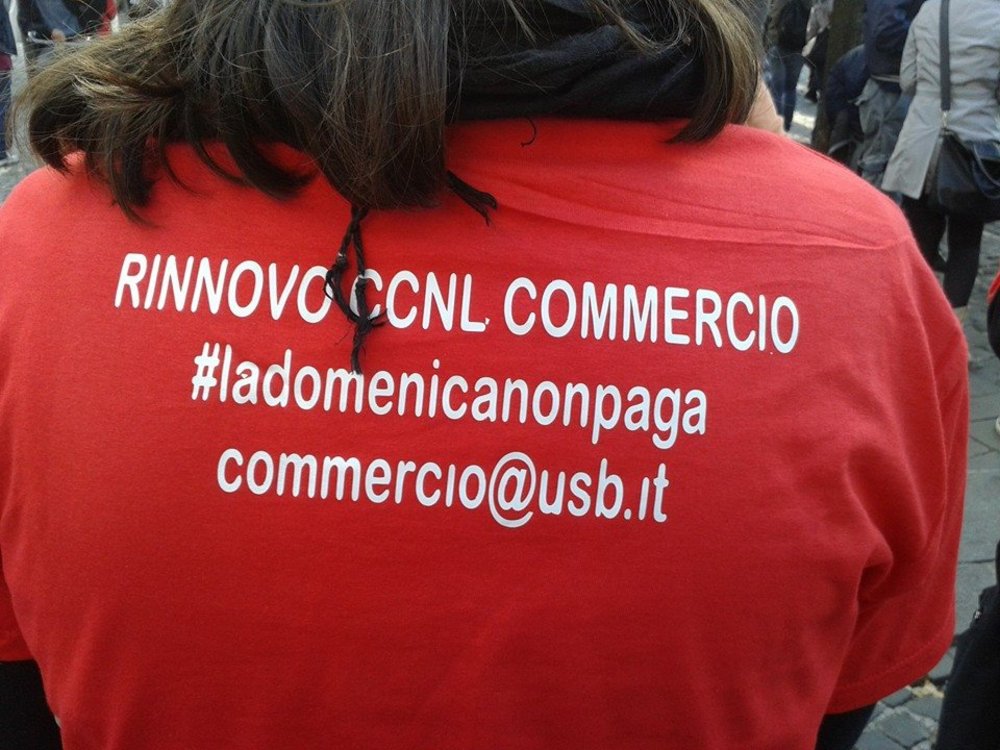 RINNOVO CCNL COMMERCIO
#ladomenicanonpaga
commercio@usb.it